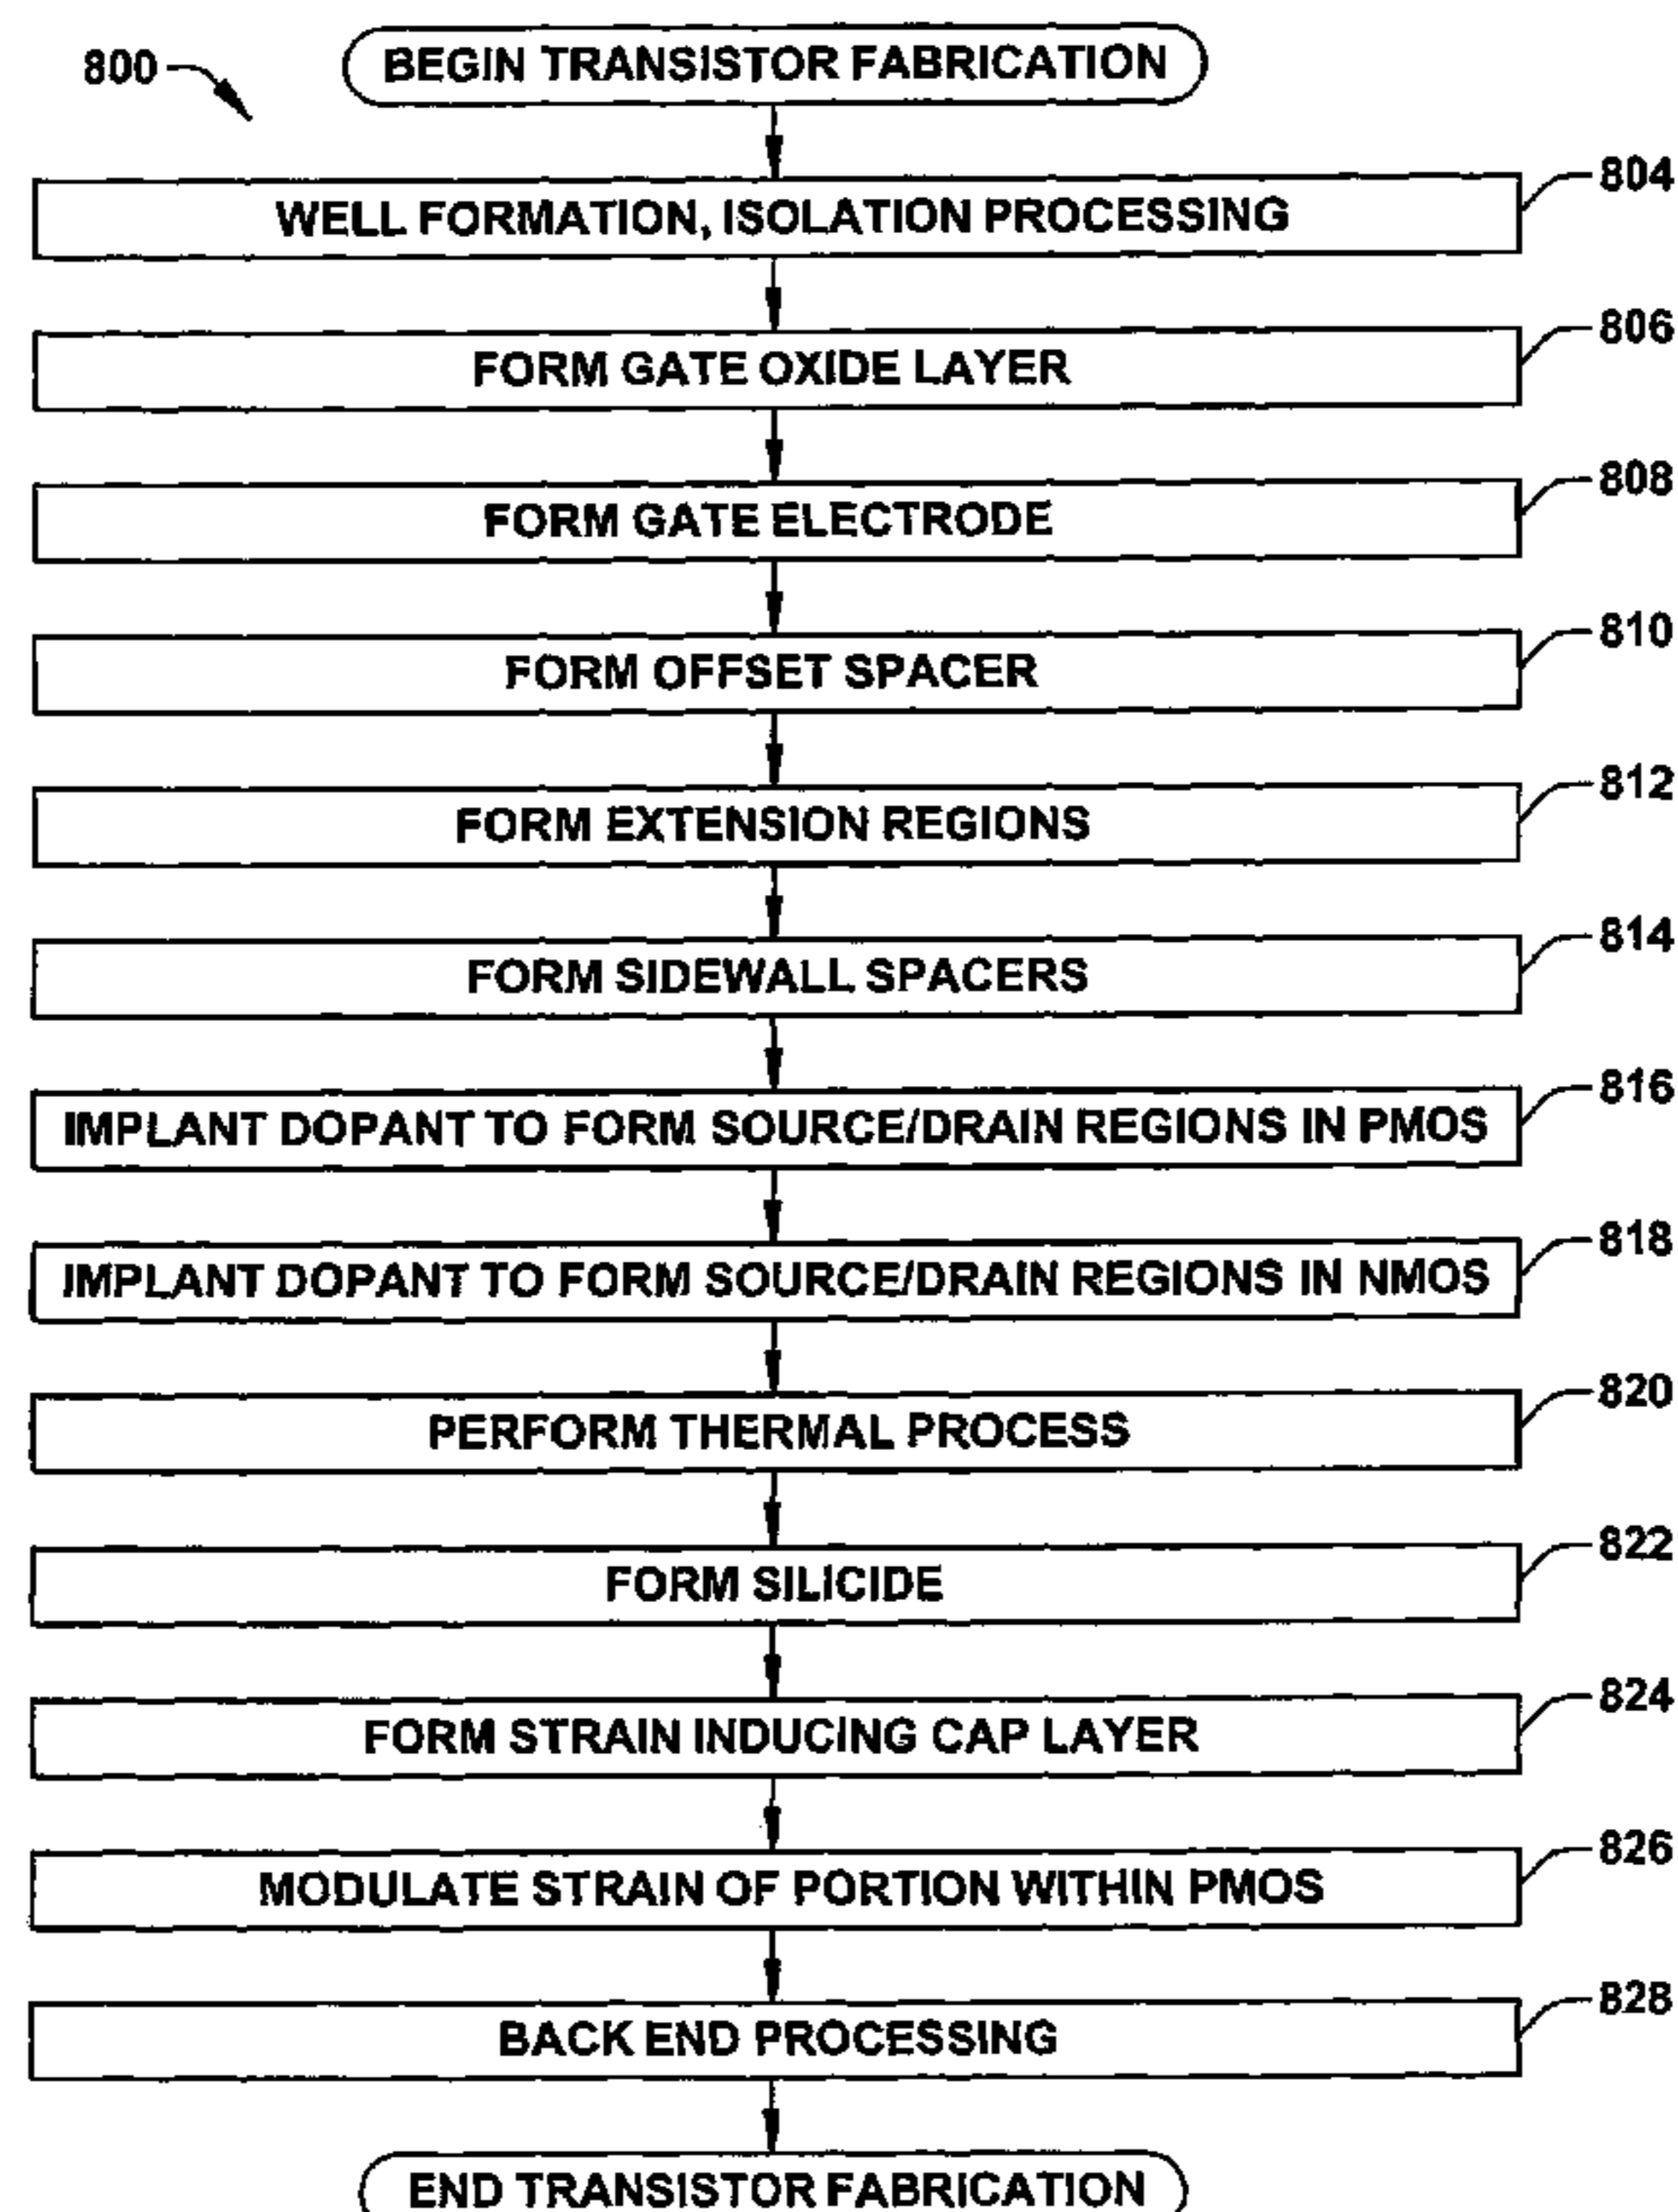 800
BEGIN TRANSISTOR FABRICATION
804
WELL FORMATION, ISOLATION PROCESSING
806
FORM GATE OXIDE LAYER
808
FORM GATE ELECTRODE
810
FORM OFFSET SPACER
812
FORM EXTENSION REGIONS
814
FORM SIDEWALL SPACERS
816
IMPLANT DOPANT TO FORM SOURCE/DRAIN REGIONS IN PMOS
818
IMPLANT DOPANT TO FORM SOURCE/DRAIN REGIONS IN NMOS
820
PERFORM THERMAL PROCESS
822
FORM SILICIDE
824
FORM STRAIN INDUCING CAP LAYER
826
MODULATE STRAIN OF PORTION WITHIN PMOS
828
BACK END PROCESSING
END TRANSISTOR FABRICATION